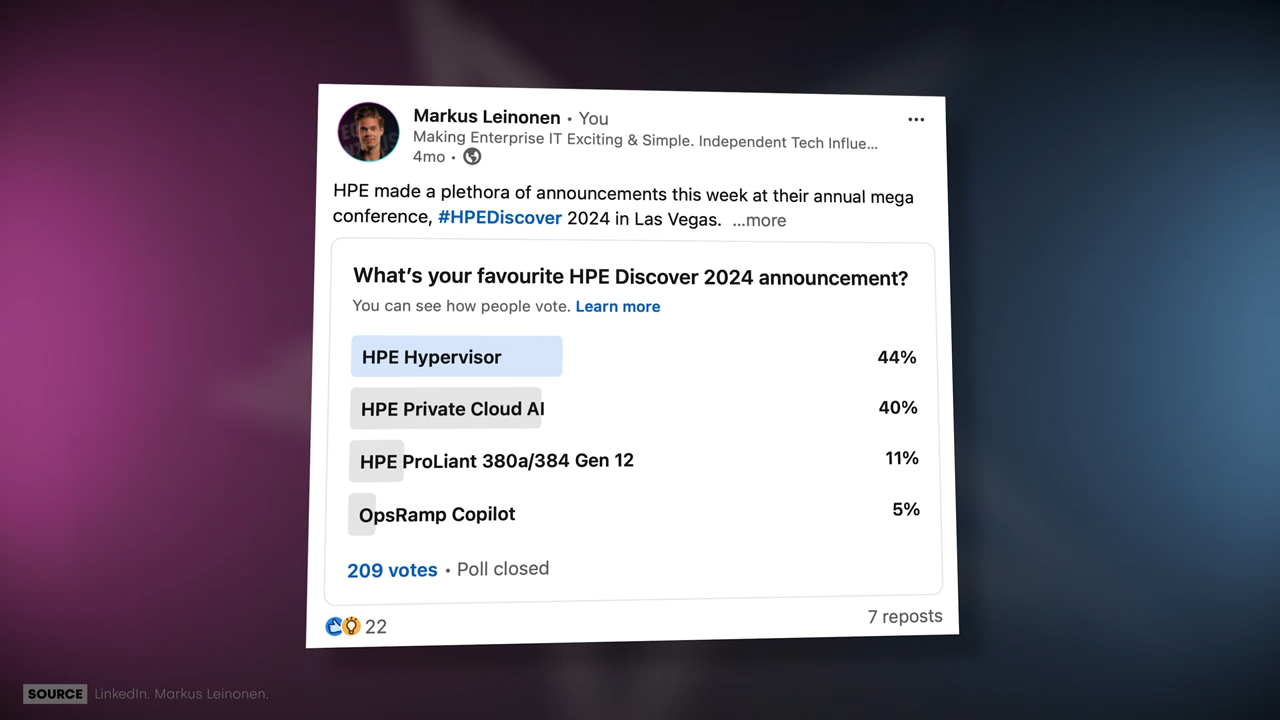 Markus Leinonen • You
Making Enterprise IT Exciting & Simple. Independent Tech Influe...
4mo •
HPE made a plethora of announcements this week at their annual mega
conference, #HPEDiscover 2024 in Las Vegas. ...more
What's your favourite HPE Discover 2024 announcement?
You can see how people vote. Learn more
HPE Hypervisor 44%
HPE Private Cloud AI 40%
HPE ProLiant 380a/384 Gen 12 11%
OpsRamp Copilot 5%
209 votes • Poll closed
22 7 reposts
SOURCE LinkedIn. Markus Leinonen.